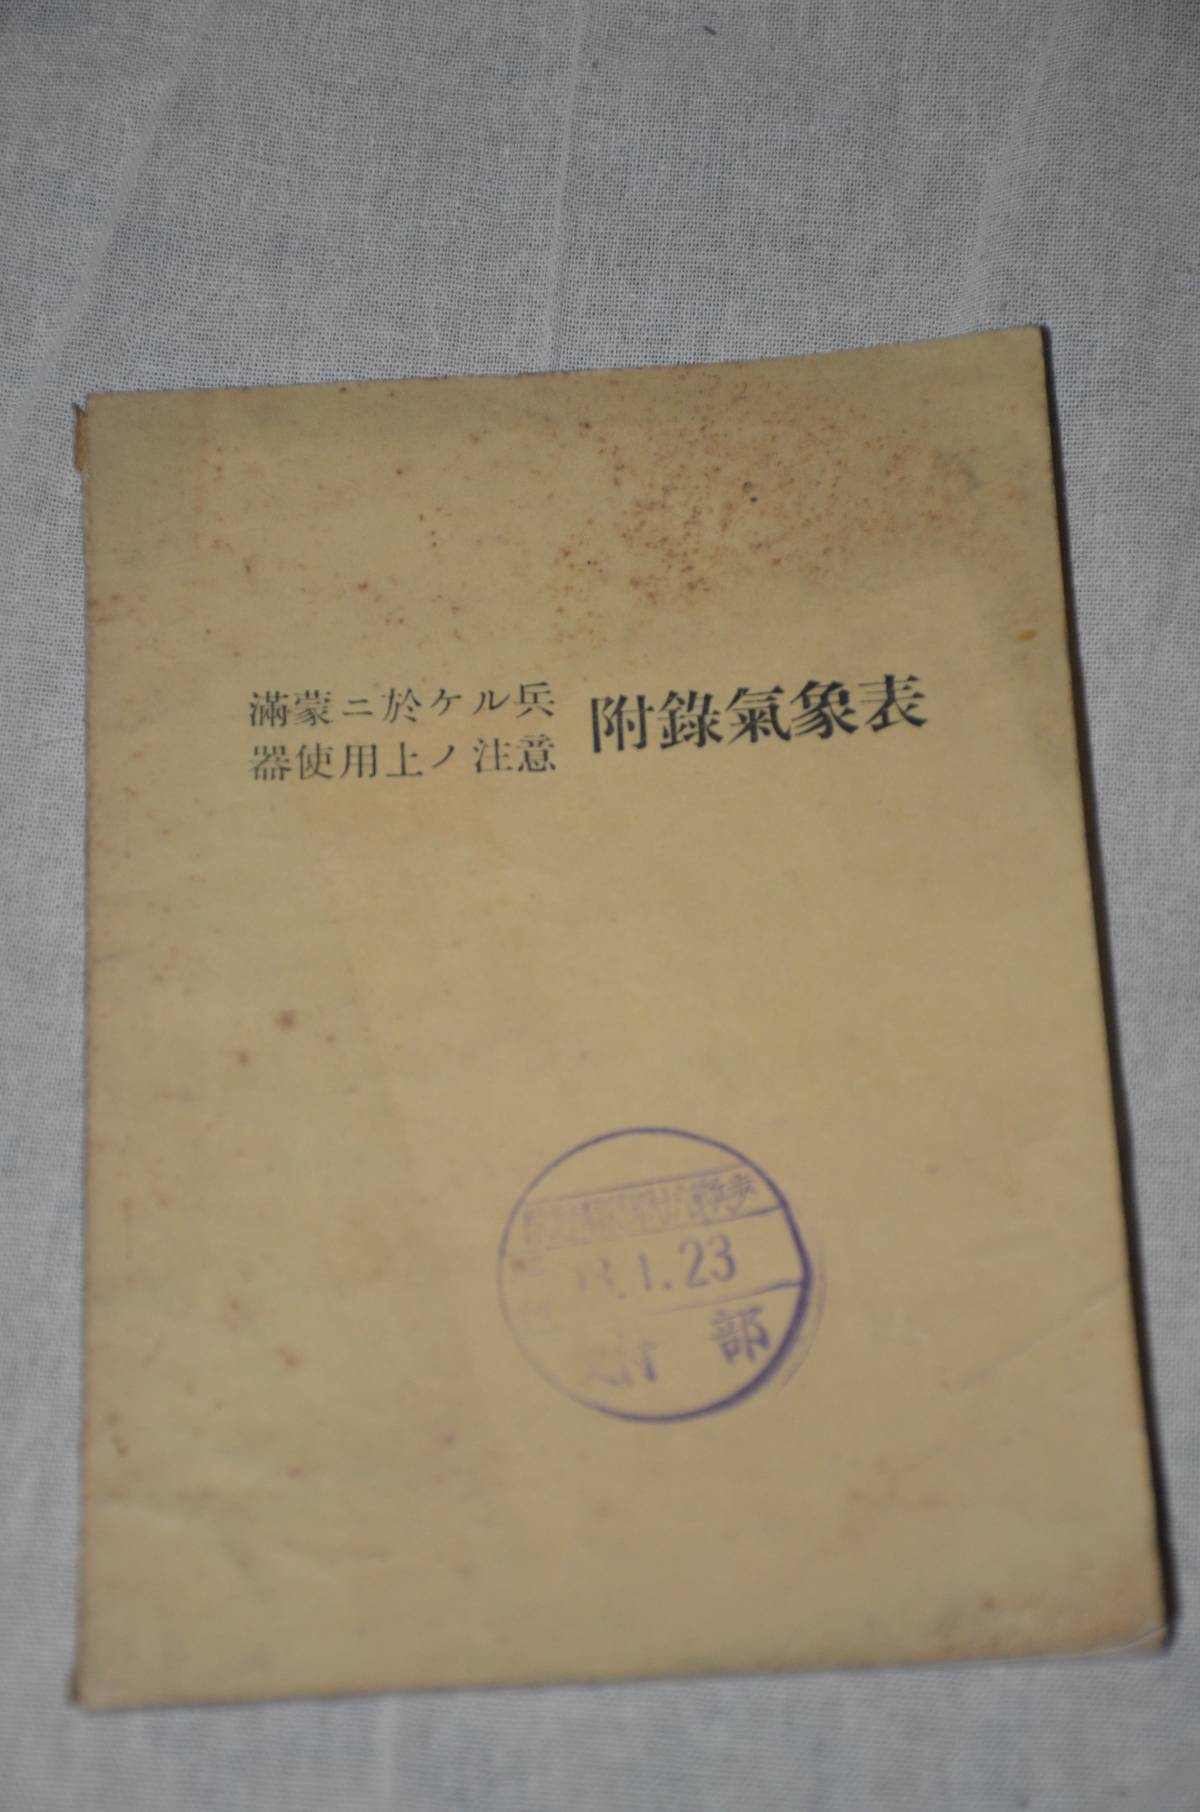 滿蒙ニ於ケル兵
器使用上ノ注意
附錄氣象表
.1.23
部